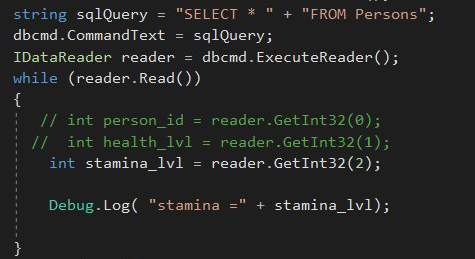 string sqlQuery = "SELECT * " + "FROM Persons";
dbcmd.CommandText = sqlQuery;
IDataReader reader = dbcmd.ExecuteReader();
while (reader.Read())
{
// int person_id = reader.GetInt32(0);
// int health_lvl = reader.GetInt32(1);
int stamina_lvl = reader.GetInt32(2);
Debug.Log( "stamina =" + stamina_lvl);
}